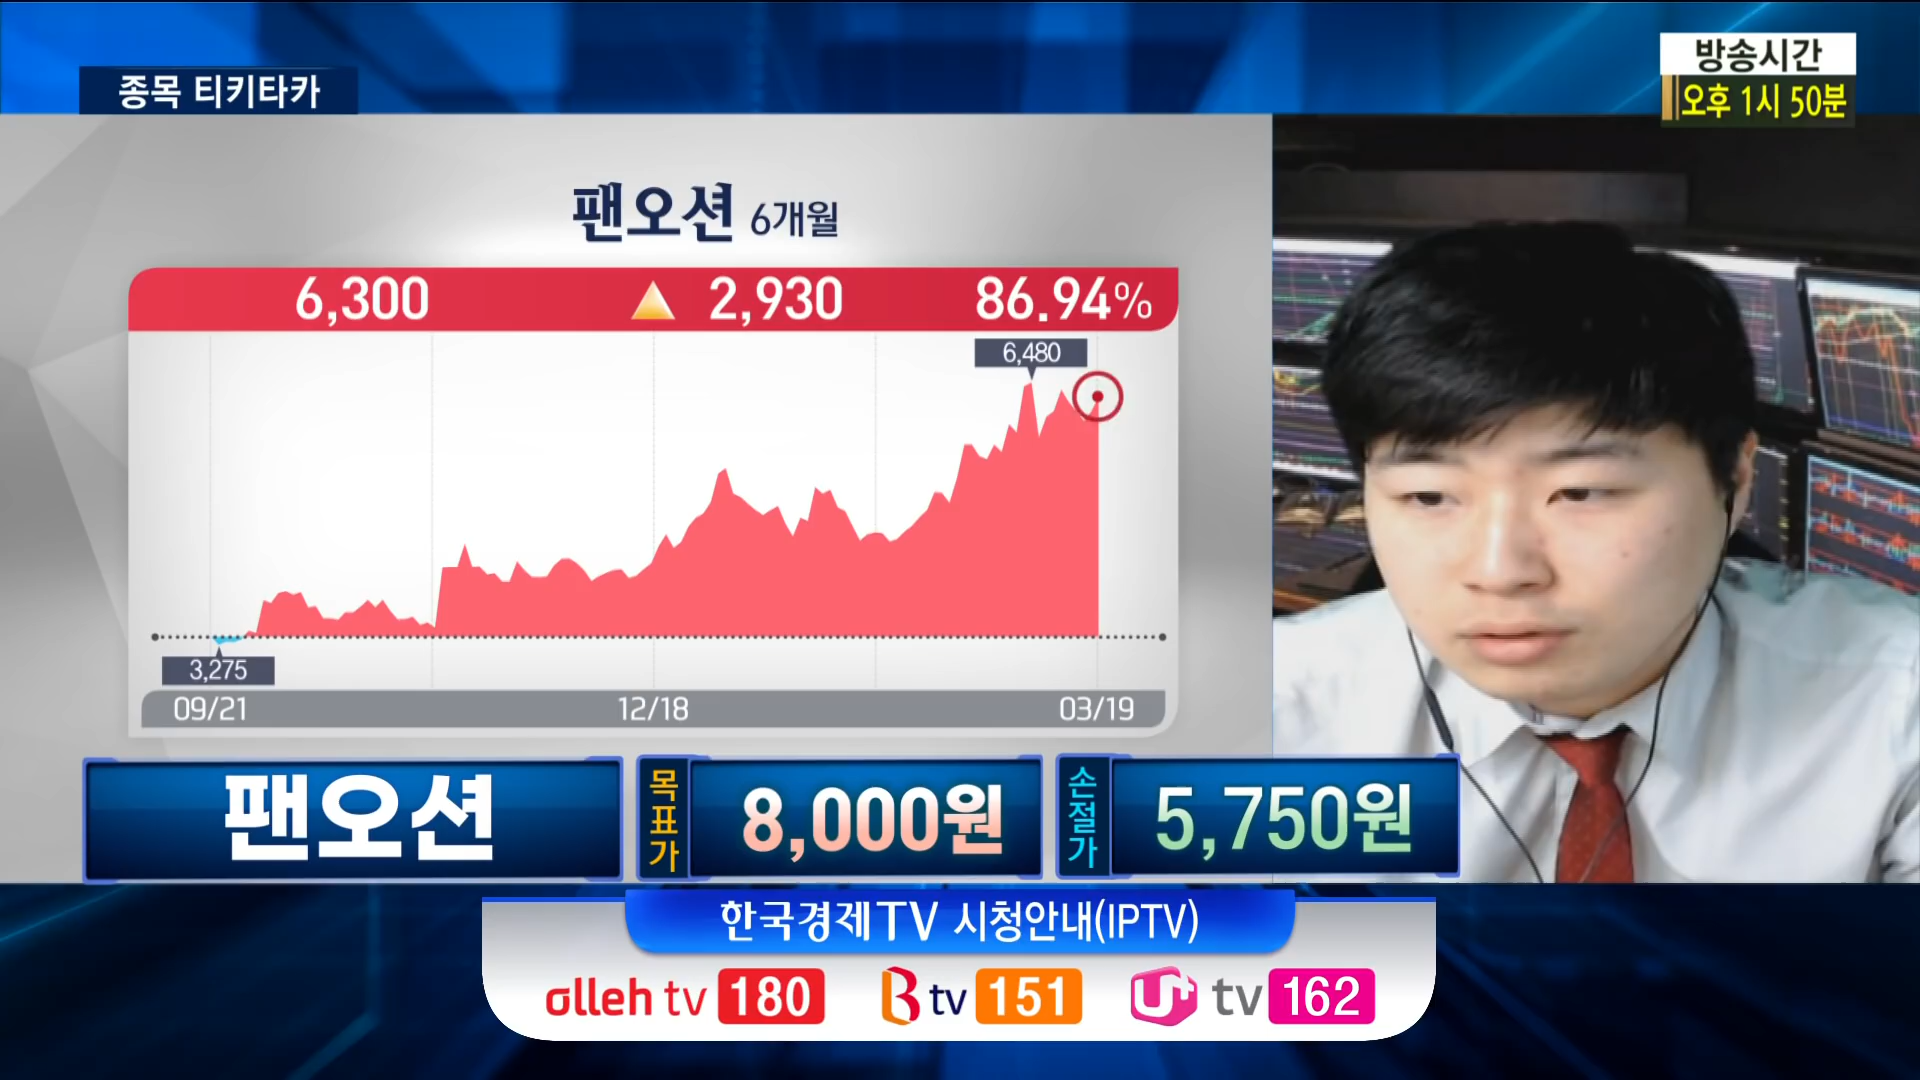 종목 티키타카
방송시간
오후 1시 50분
팬오션 6개월
6,300 ▲ 2,930 86.94%
6,480
3,275
09/21 12/18 03/19
팬오션 목표가 8,000원 손절가 5,750원
한국경제TV 시청안내(IPTV)
olleh tv 180 B tv 151 U+ tv 162